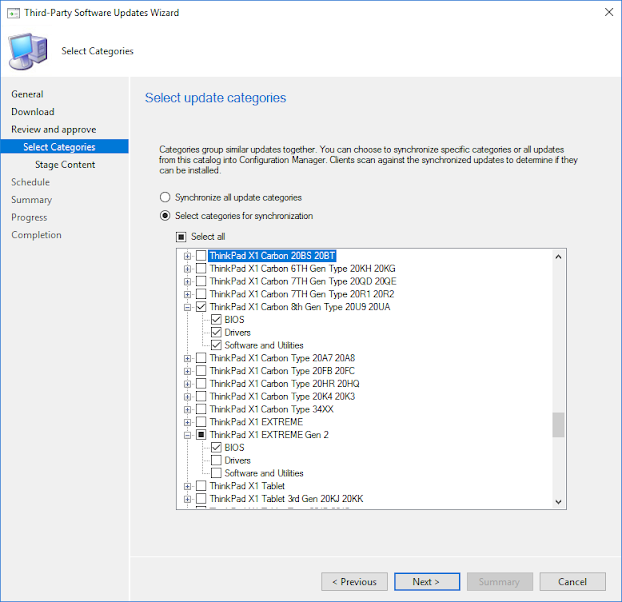 Third-Party Software Updates Wizard
Select Categories
General
Download
Review and approve
Select Categories
Stage Content
Schedule
Summary
Progress
Completion
Select update categories
Categories group similar updates together. You can choose to synchronize specific categories or all updates
from this catalog into Configuration Manager. Clients scan against the synchronized updates to determine if they
can be installed.
Synchronize all update categories
Select categories for synchronization
Select all
ThinkPad X1 Carbon 20BS 20BT
ThinkPad X1 Carbon 6TH Gen Type 20KH 20KG
ThinkPad X1 Carbon 7TH Gen Type 20QD 20QE
ThinkPad X1 Carbon 7TH Gen Type 20R1 20R2
ThinkPad X1 Carbon 8th Gen Type 20U9 20UA
BIOS
Drivers
Software and Utilities
ThinkPad X1 Carbon Type 20A7 20A8
ThinkPad X1 Carbon Type 20FB 20FC
ThinkPad X1 Carbon Type 20HR 20HQ
ThinkPad X1 Carbon Type 20K4 20K3
ThinkPad X1 Carbon Type 34XX
ThinkPad X1 EXTREME
ThinkPad X1 EXTREME Gen 2
BIOS
Drivers
Software and Utilities
ThinkPad X1 Tablet
ThinkPad X1 Tablet 3rd Gen 20KJ 20KK
< Previous
Next >
Summary
Cancel